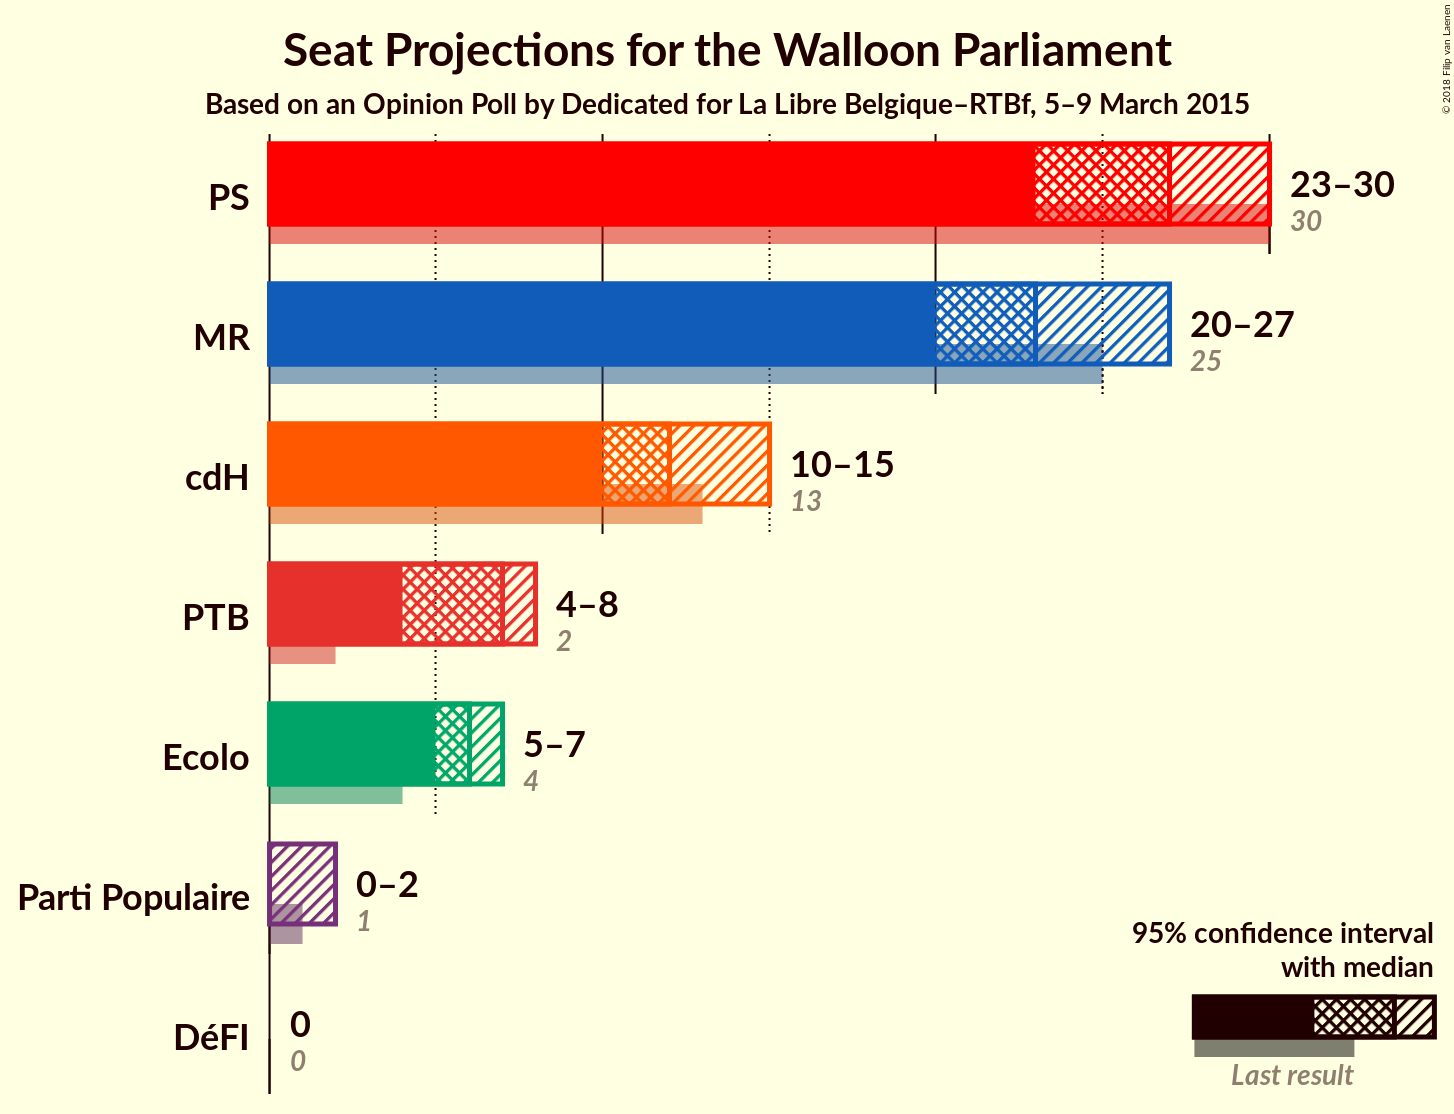 Seat Projections for the Walloon Parliament
Based on an Opinion Poll by Dedicated for La Libre Belgique–RTBf, 5–9 March 2015
© 2018 Filip van Laenen
PS
23–30
30
MR
20–27
25
cdH
10–15
13
PTB
4–8
2
Ecolo
5–7
4
Parti Populaire
0–2
1
DéFI
0
0
95% confidence interval
with median
Last result